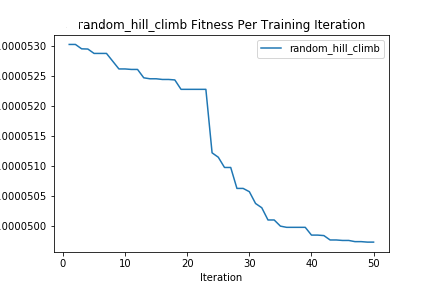 random_hill_climb Fitness Per Training Iteration
random_hill_climb
.0000530
.0000525
.0000520
.0000515
.0000510
.0000505
.0000500
0 10 20 30 40 50
Iteration